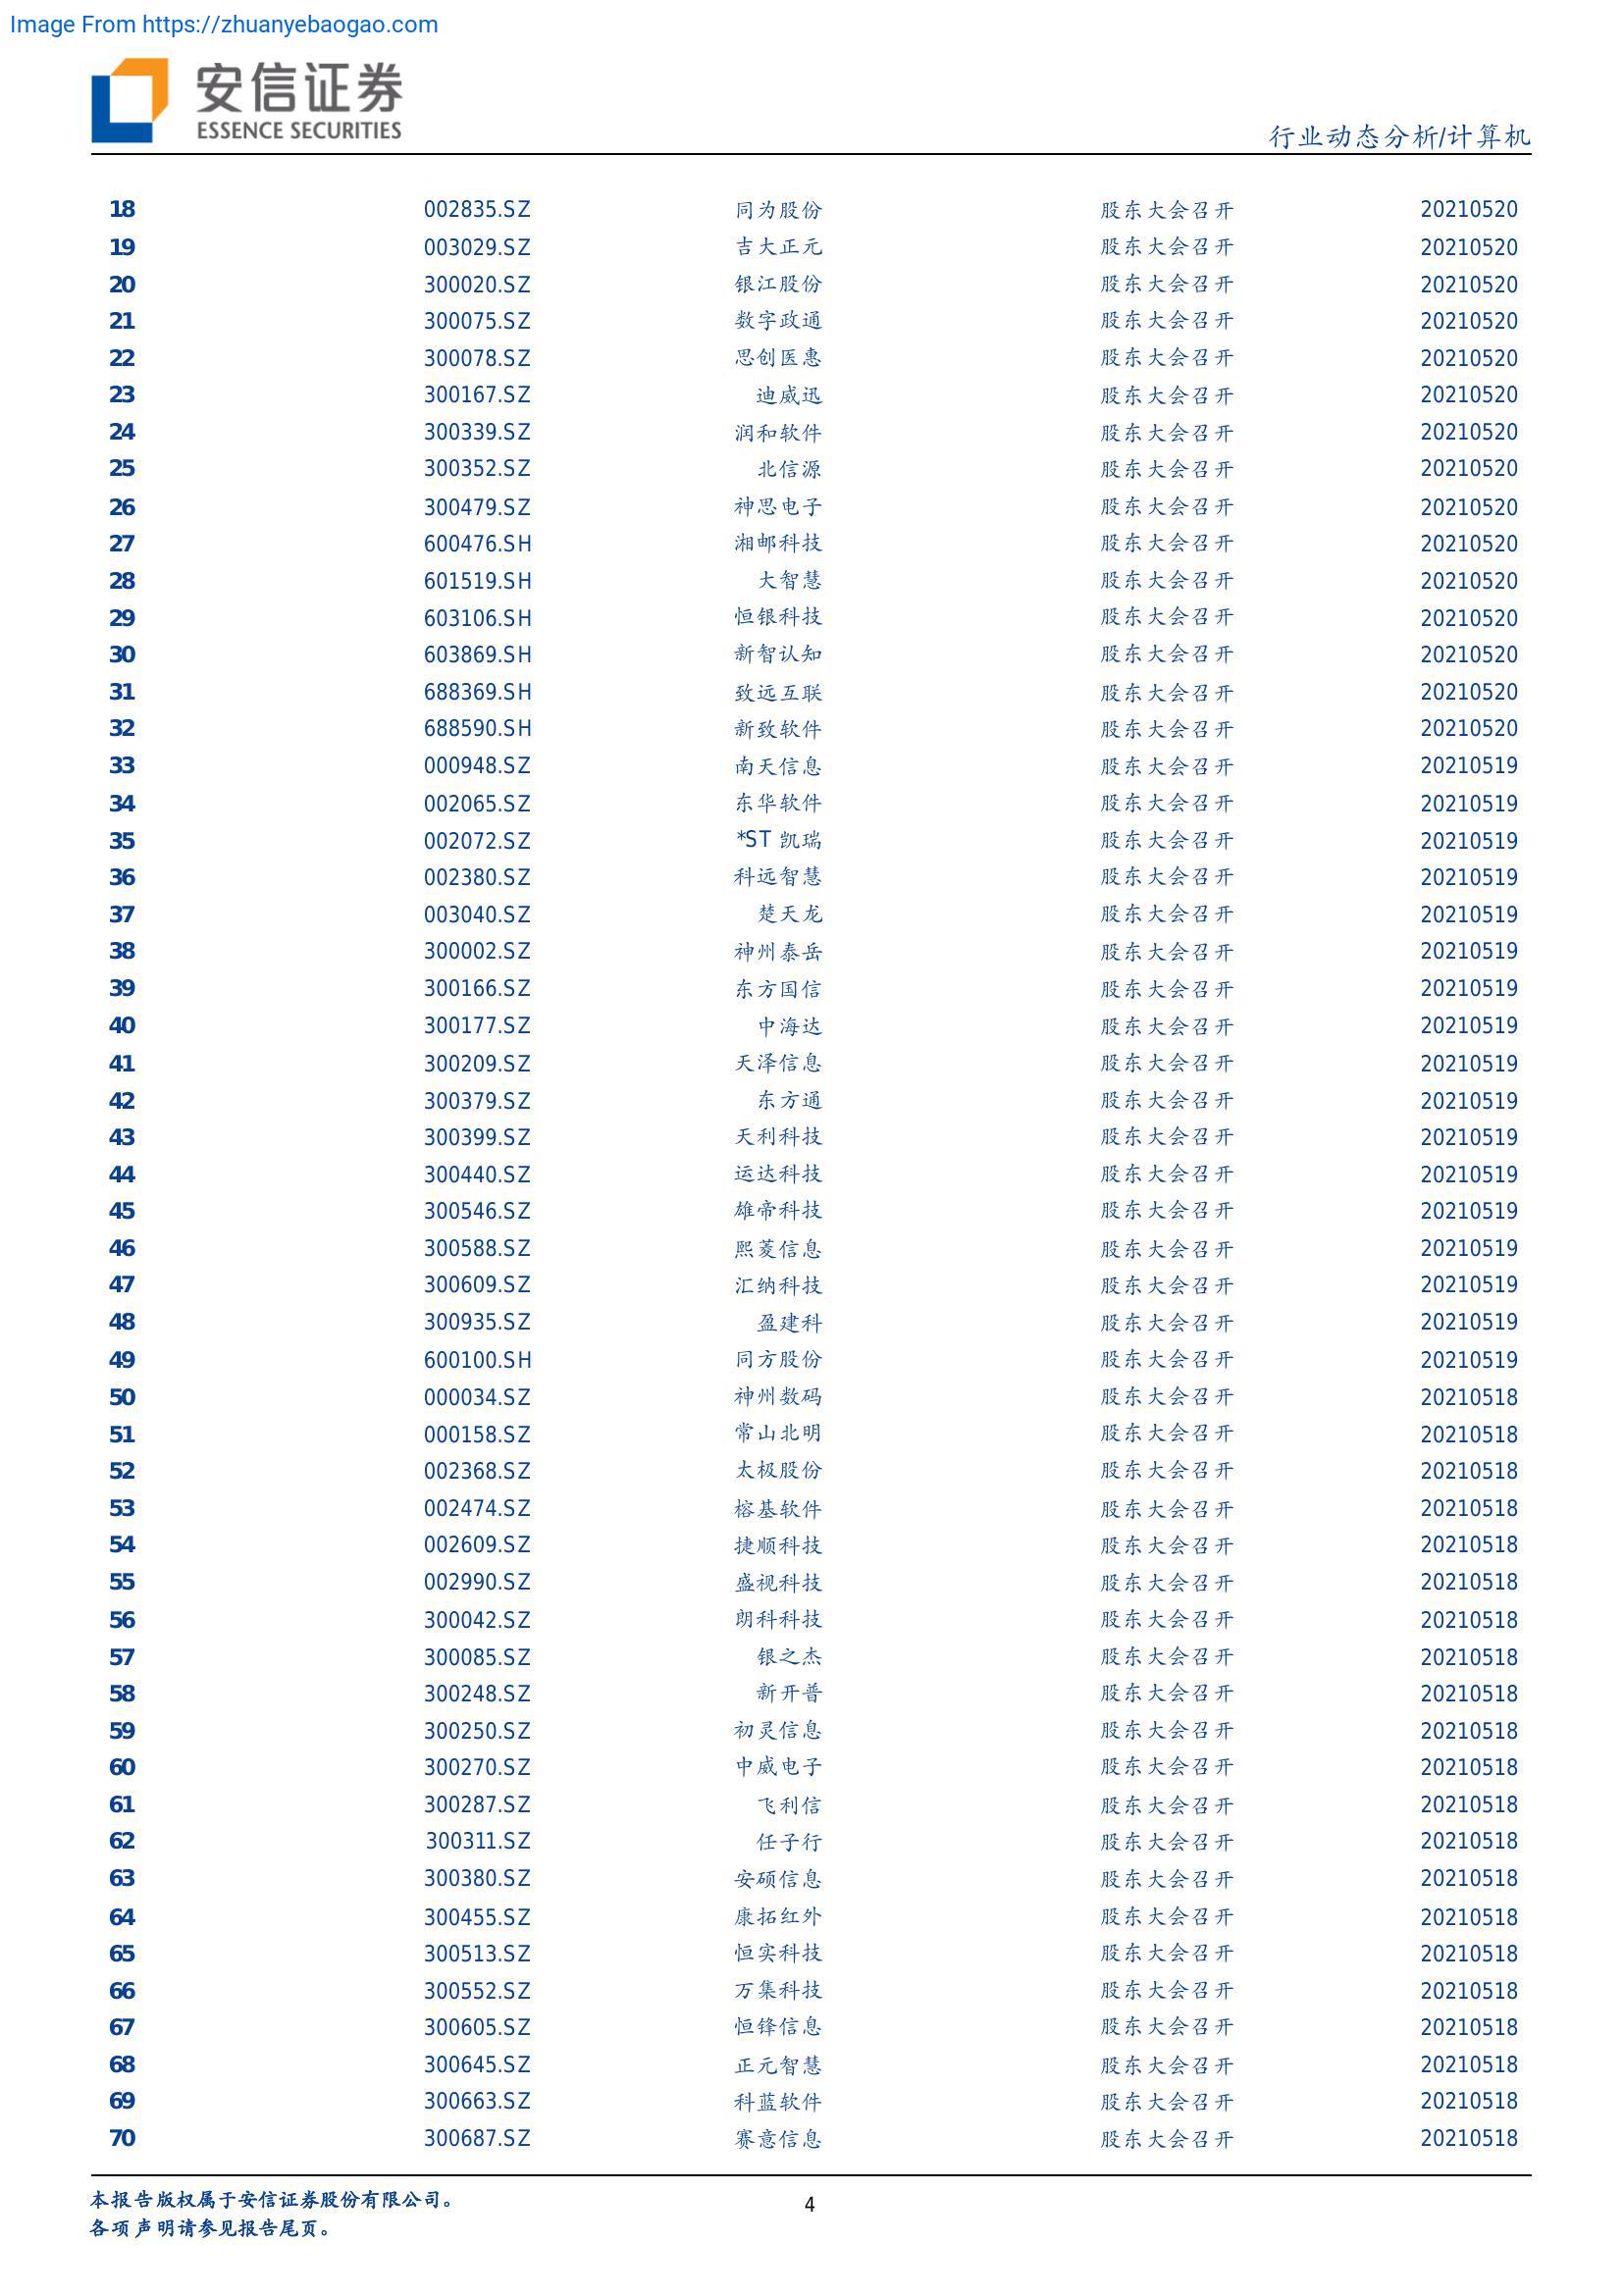 Image From https://zhuanyebaogao.com
安信证券
ESSENCE SECURITIES
行业动态分析/计算机
18 002835.SZ 同为股份 股东大会召开 20210520
19 003029.SZ 吉大正元 股东大会召开 20210520
20 300020.SZ 银江股份 股东大会召开 20210520
21 300075.SZ 数字政通 股东大会召开 20210520
22 300078.SZ 思创医惠 股东大会召开 20210520
23 300167.SZ 迪威迅 股东大会召开 20210520
24 300339.SZ 润和软件 股东大会召开 20210520
25 300352.SZ 北信源 股东大会召开 20210520
26 300479.SZ 神思电子 股东大会召开 20210520
27 600476.SH 湘邮科技 股东大会召开 20210520
28 601519.SH 大智慧 股东大会召开 20210520
29 603106.SH 恒银科技 股东大会召开 20210520
30 603869.SH 新智认知 股东大会召开 20210520
31 688369.SH 致远互联 股东大会召开 20210520
32 688590.SH 新致软件 股东大会召开 20210520
33 000948.SZ 南天信息 股东大会召开 20210519
34 002065.SZ 东华软件 股东大会召开 20210519
35 002072.SZ *ST 凯瑞 股东大会召开 20210519
36 002380.SZ 科远智慧 股东大会召开 20210519
37 003040.SZ 楚天龙 股东大会召开 20210519
38 300002.SZ 神州泰岳 股东大会召开 20210519
39 300166.SZ 东方国信 股东大会召开 20210519
40 300177.SZ 中海达 股东大会召开 20210519
41 300209.SZ 天泽信息 股东大会召开 20210519
42 300379.SZ 东方通 股东大会召开 20210519
43 300399.SZ 天利科技 股东大会召开 20210519
44 300440.SZ 运达科技 股东大会召开 20210519
45 300546.SZ 雄帝科技 股东大会召开 20210519
46 300588.SZ 熙菱信息 股东大会召开 20210519
47 300609.SZ 汇纳科技 股东大会召开 20210519
48 300935.SZ 盈建科 股东大会召开 20210519
49 600100.SH 同方股份 股东大会召开 20210519
50 000034.SZ 神州数码 股东大会召开 20210518
51 000158.SZ 常山北明 股东大会召开 20210518
52 002368.SZ 太极股份 股东大会召开 20210518
53 002474.SZ 榕基软件 股东大会召开 20210518
54 002609.SZ 捷顺科技 股东大会召开 20210518
55 002990.SZ 盛视科技 股东大会召开 20210518
56 300042.SZ 朗科科技 股东大会召开 20210518
57 300085.SZ 银之杰 股东大会召开 20210518
58 300248.SZ 新开普 股东大会召开 20210518
59 300250.SZ 初灵信息 股东大会召开 20210518
60 300270.SZ 中威电子 股东大会召开 20210518
61 300287.SZ 飞利信 股东大会召开 20210518
62 300311.SZ 任子行 股东大会召开 20210518
63 300380.SZ 安硕信息 股东大会召开 20210518
64 300455.SZ 康拓红外 股东大会召开 20210518
65 300513.SZ 恒实科技 股东大会召开 20210518
66 300552.SZ 万集科技 股东大会召开 20210518
67 300605.SZ 恒锋信息 股东大会召开 20210518
68 300645.SZ 正元智慧 股东大会召开 20210518
69 300663.SZ 科蓝软件 股东大会召开 20210518
70 300687.SZ 赛意信息 股东大会召开 20210518
本报告版权属于安信证券股份有限公司。
4
各项声明请参见报告尾页。